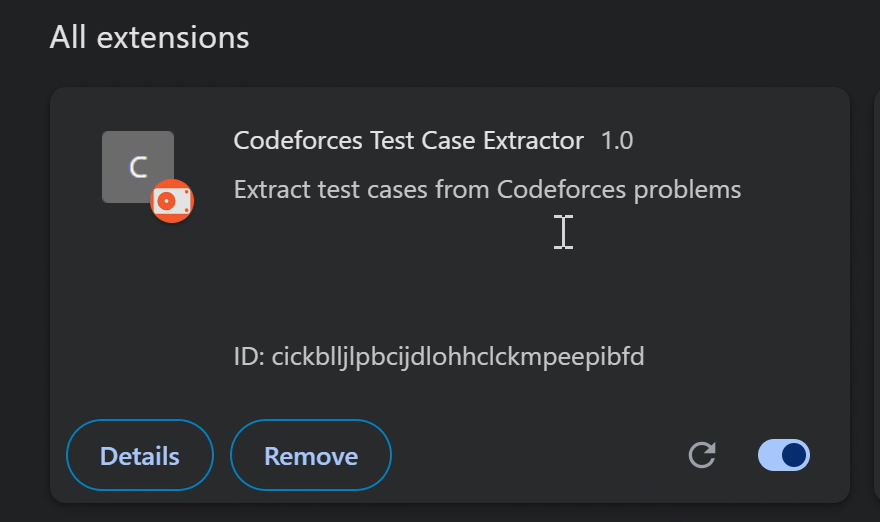 All extensions
C
Codeforces Test Case Extractor 1.0
Extract test cases from Codeforces problems
ID: cickblljlpbcijdlohhclckmpeepibfd
Details
Remove